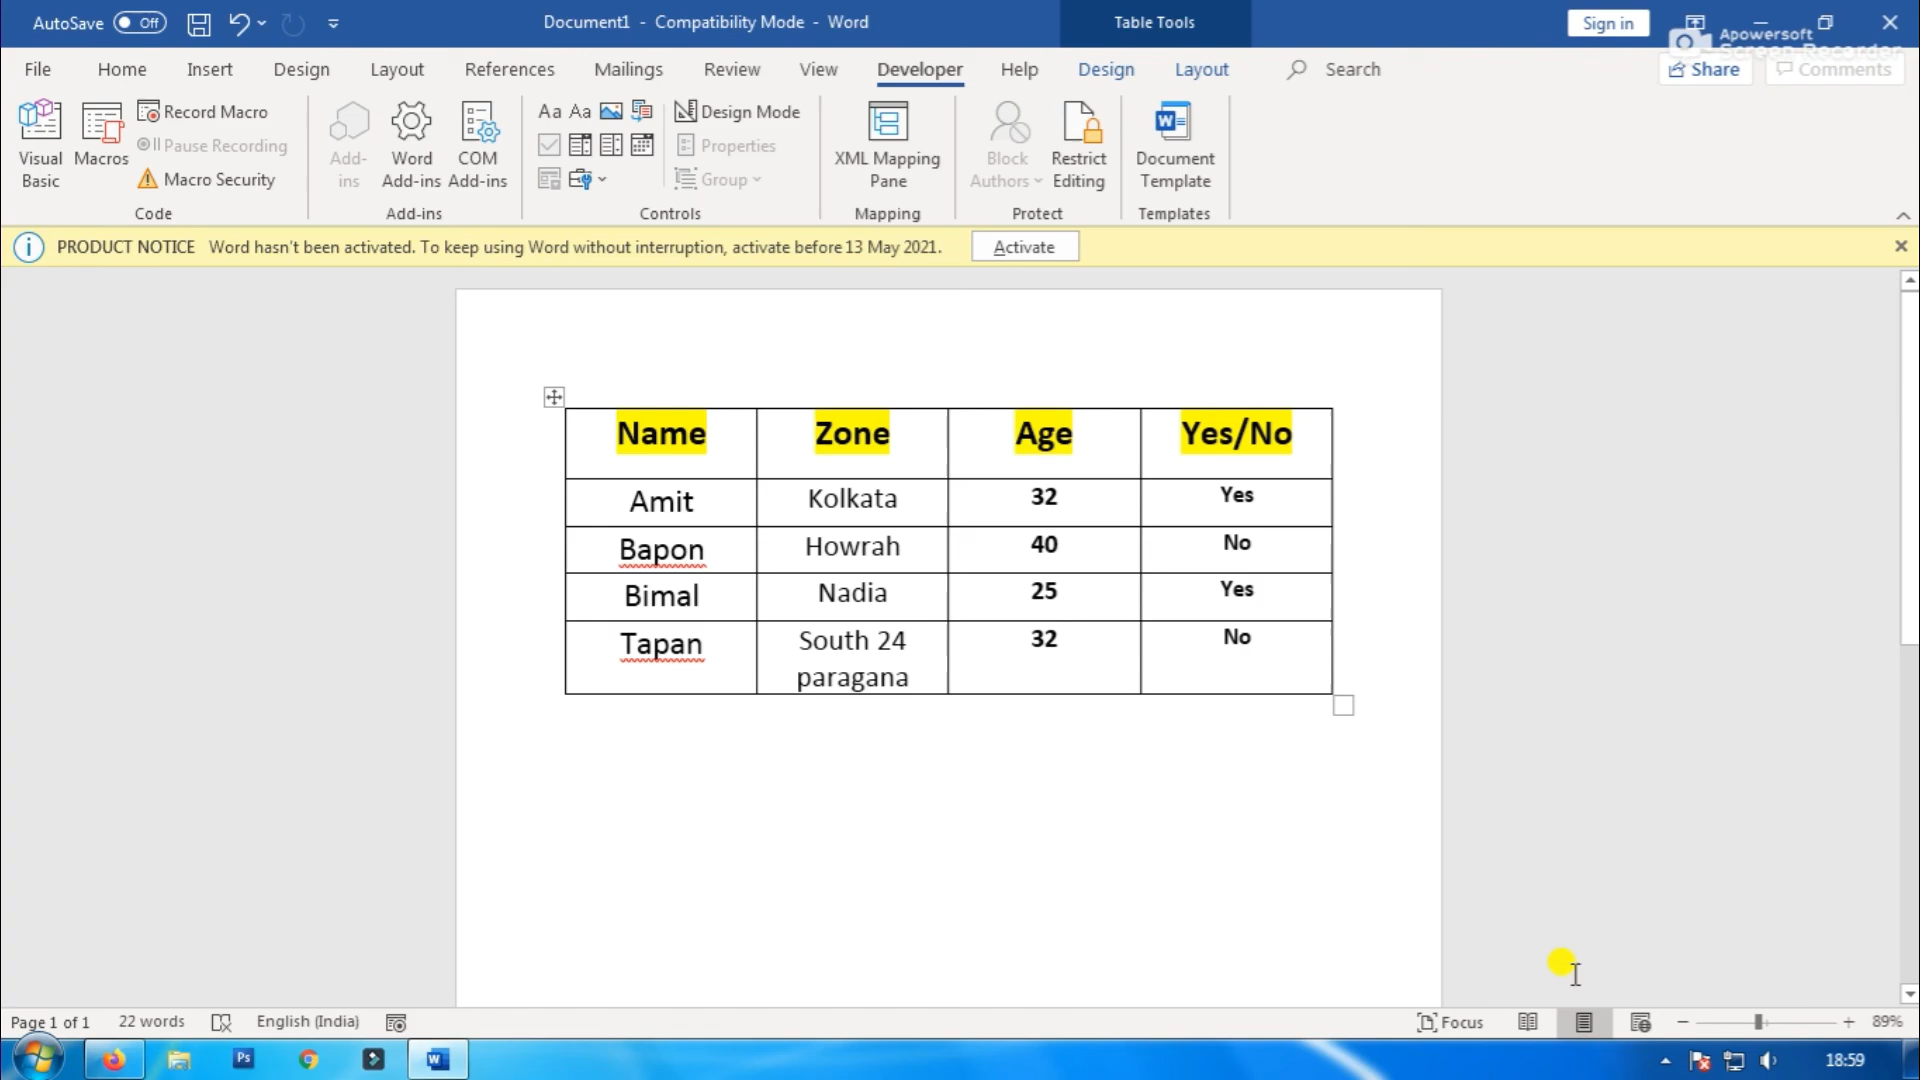 AutoSave Off Document1 - Compatibility Mode - Word Table Tools Sign in
Apowersoft
Screen Recorder
File Home Insert Design Layout References Mailings Review View Developer Help Design Layout Search Share Comments
Visual Basic
Macros
Record Macro
Pause Recording
Macro Security
Code
Add-ins
Word Add-ins
COM Add-ins
Add-ins
Aa Aa
Design Mode
Properties
Group
Controls
XML Mapping Pane
Mapping
Block Authors
Restrict Editing
Protect
Document Template
Templates
PRODUCT NOTICE Word hasn't been activated. To keep using Word without interruption, activate before 13 May 2021. Activate
Name Zone Age Yes/No
Amit Kolkata 32 Yes
Bapon Howrah 40 No
Bimal Nadia 25 Yes
Tapan South 24 32 No
paragana
Page 1 of 1 22 words English (India) Focus 89%
Ps W 18:59